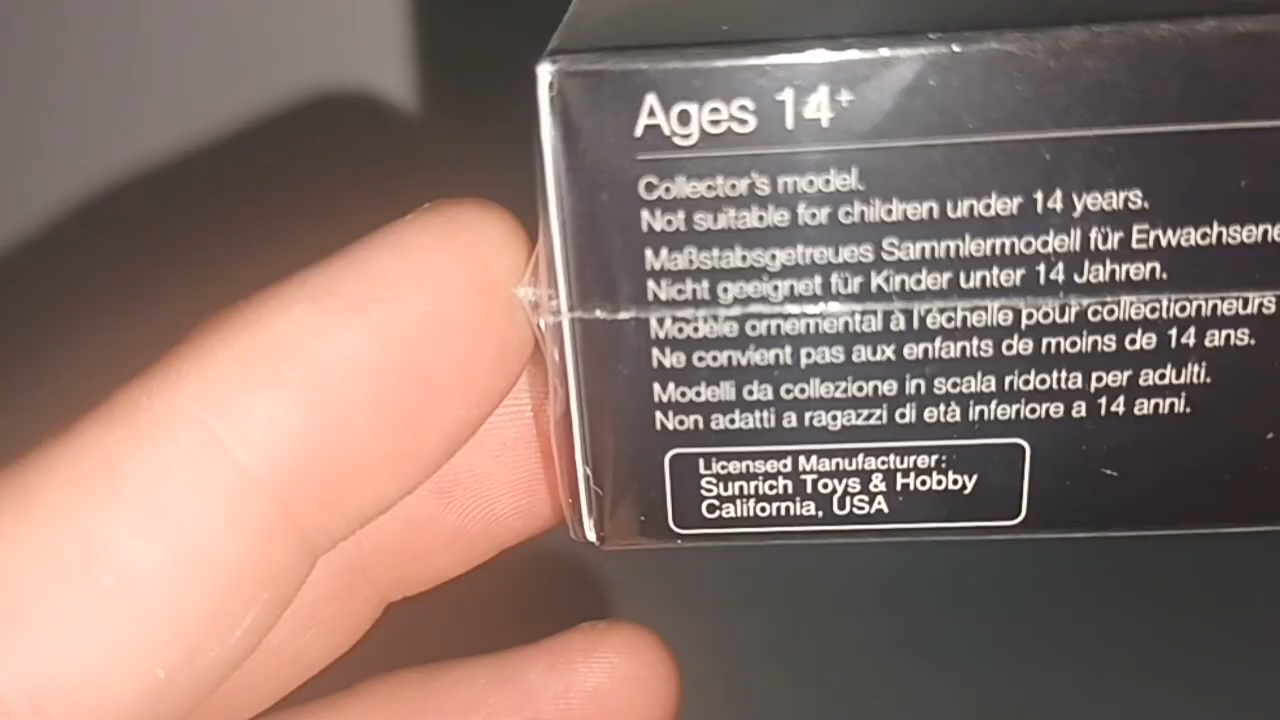 Ages 14+
Collector's model.
Not suitable for children under 14 years.
Maßstabsgetreues Sammlermodell für Erwachsene
Nicht geeignet für Kinder unter 14 Jahren.
Modèle ornemental à l'échelle pour collectionneurs
Ne convient pas aux enfants de moins de 14 ans.
Modelli da collezione in scala ridotta per adulti.
Non adatti a ragazzi di età inferiore a 14 anni.
Licensed Manufacturer:
Sunrich Toys & Hobby
California, USA